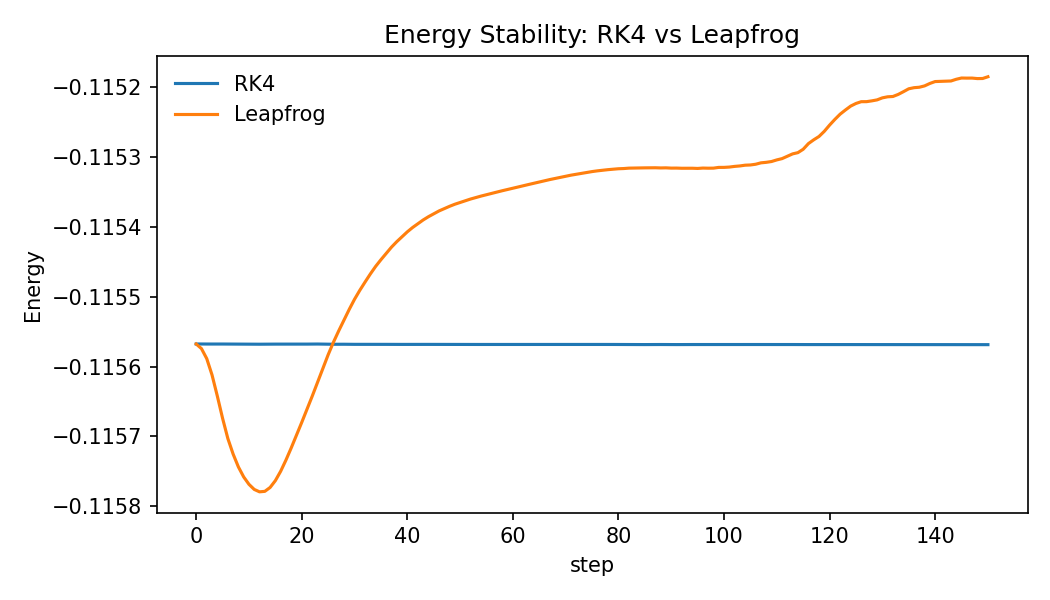 Energy Stability: RK4 vs Leapfrog
RK4
Leapfrog
−0.1152
−0.1153
−0.1154
−0.1155
−0.1156
−0.1157
−0.1158
Energy
0 20 40 60 80 100 120 140
step